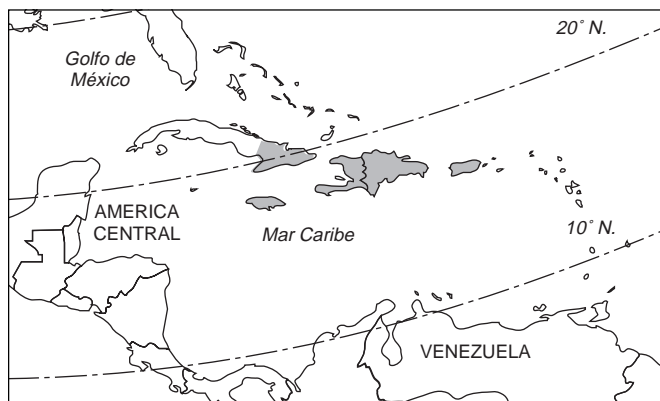 20° N.
Golfo de
México
AMERICA
CENTRAL
Mar Caribe
10° N.
VENEZUELA